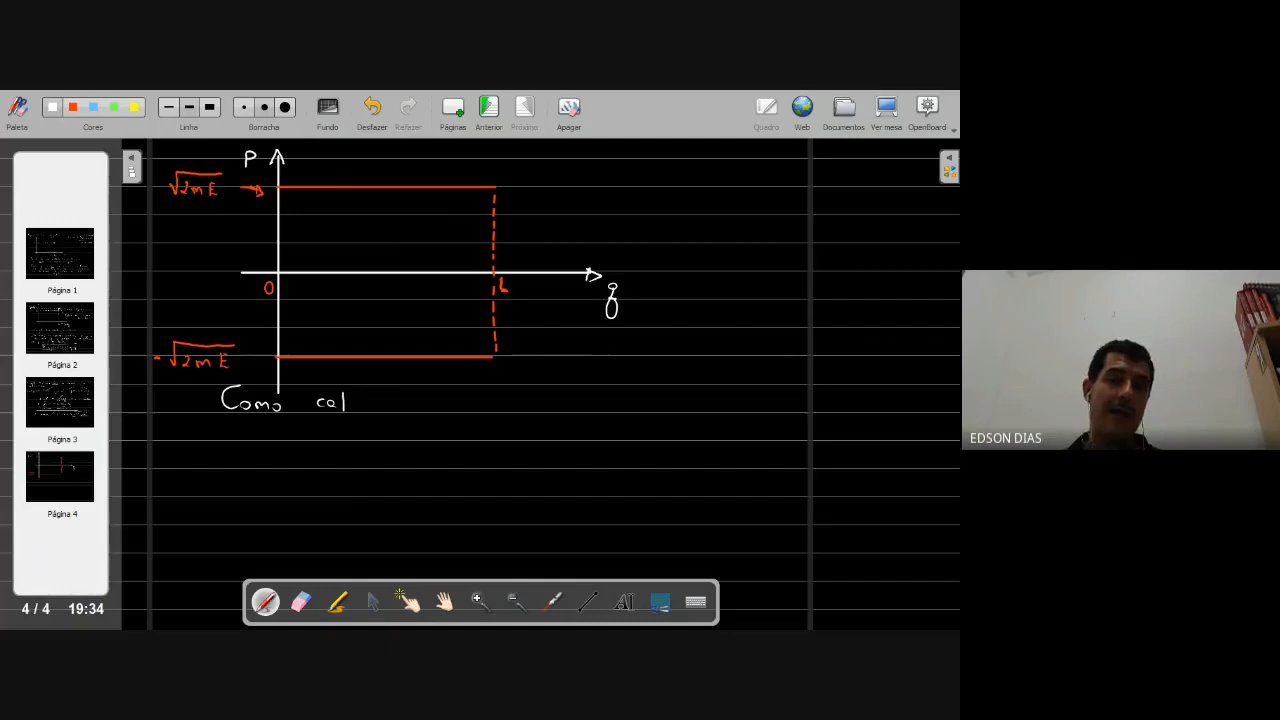 Paleta Cores Linha Borracha Fundo Desfazer Refazer Páginas Anterior Próximo Apagar Quadro Web Documentos Ver mesa OpenBoard
P
√2mE
0 L
q
-√2mE
Como cal
Página 1
Página 2
Página 3
Página 4
4 / 4 19:34
EDSON DIAS